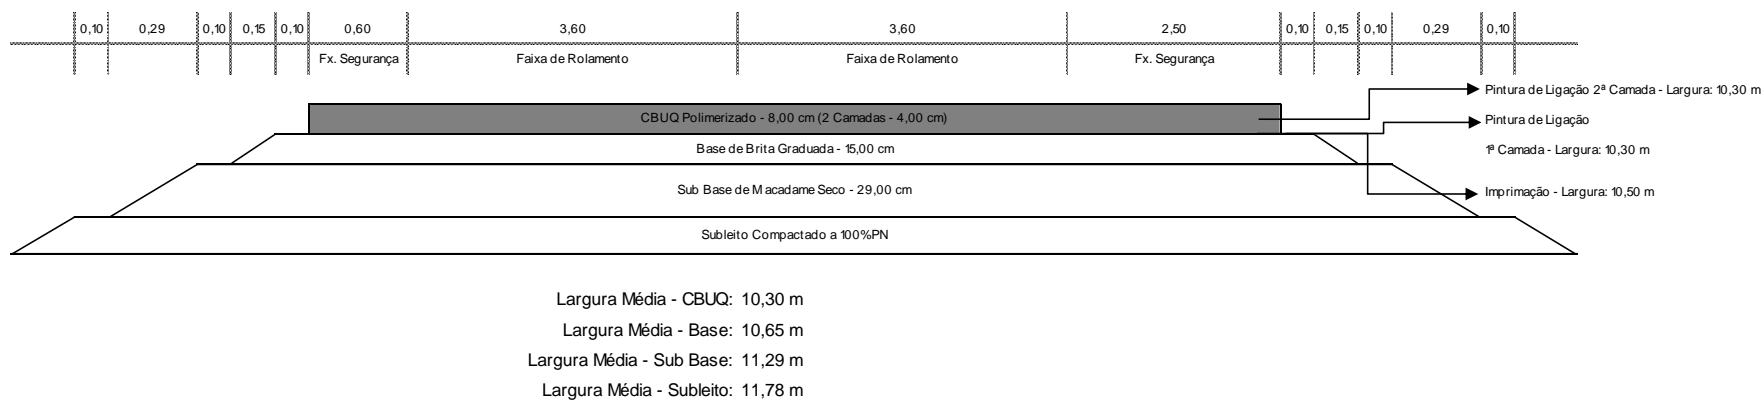 0,10 0,29 0,10 0,15 0,10 0,60 3,60 3,60 2,50 0,10 0,15 0,10 0,29 0,10
Fx. Segurança Faixa de Rolamento Faixa de Rolamento Fx. Segurança
Pintura de Ligação 2ª Camada - Largura: 10,30 m
CBUQ Polimerizado - 8,00 cm (2 Camadas - 4,00 cm)
Pintura de Ligação
1ª Camada - Largura: 10,30 m
Base de Brita Graduada - 15,00 cm
Sub Base de Macadame Seco - 29,00 cm
Imprimação - Largura: 10,50 m
Subleito Compactado a 100%PN
Largura Média - CBUQ: 10,30 m
Largura Média - Base: 10,65 m
Largura Média - Sub Base: 11,29 m
Largura Média - Subleito: 11,78 m